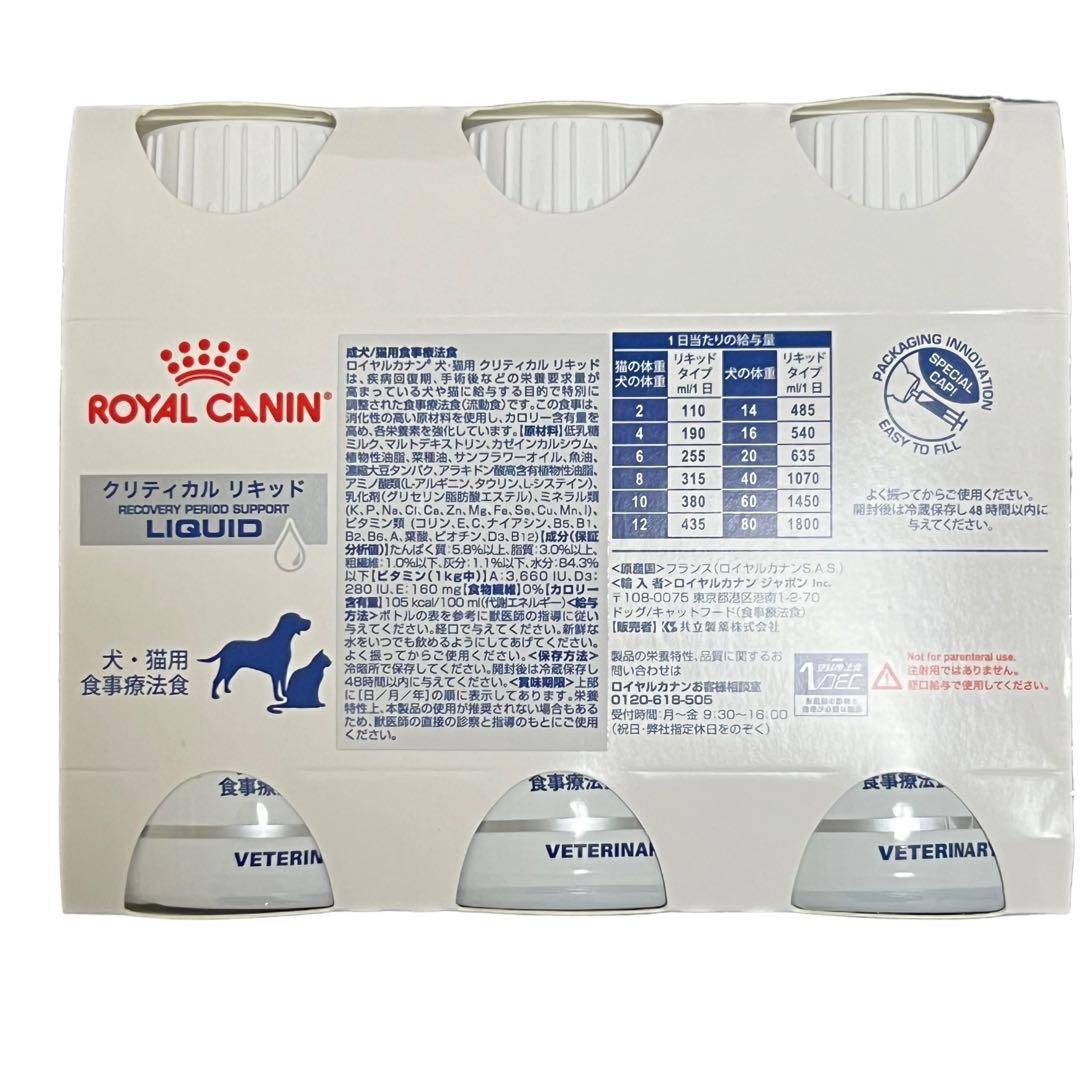 ROYAL CANIN®
クリティカル リキッド
RECOVERY PERIOD SUPPORT
LIQUID
犬・猫用
食事療法食
成犬/猫用食事療法食
ロイヤルカナン® 犬・猫用 クリティカル リキッド
は、疾病回復期、手術後などの栄養要求量が
高まっている犬や猫に給与する目的で特別に
調整された食事療法食(流動食)です。この食事は、
消化性の高い原材料を使用し、カロリー含有量を
高め、各栄養素を強化しています。【原材料】低乳糖
ミルク、マルトデキストリン、カゼインカルシウム、
植物性油脂、菜種油、サンフラワーオイル、魚油、
濃縮大豆タンパク、アラキドン酸高含有植物性油脂、
アミノ酸類(L-アルギニン、タウリン、L-システィン)、
乳化剤(グリセリン脂肪酸エステル)、ミネラル類
(K、P、Na、Cl、Ca、Zn、Mg、Fe、Se、Cu、Mn、I)、
ビタミン類(コリン、E、C、ナイアシン、B5、B1、
B2、B6、A、葉酸、ビオチン、D3、B12)【成分(保証
分析値)】たんぱく質:5.8%以上、脂質:3.0%以上、
粗繊維:1.0%以下、灰分:1.1%以下、水分:84.3%
以下【ビタミン(1kg中)】A:3,660 IU、D3:
280 IU、E:160 mg【食物繊維】0%【カロリー
含有量】105 kcal/100 ml(代謝エネルギー)<給与
方法>ボトルの表を参考に獣医師の指導に従い
与えてください。経口で与えてください。新鮮な
水をいつでも飲めるようにしてあげてください。
よく振ってからご使用ください。<保存方法>
冷暗所で保存してください。開封後は冷蔵保存し
48時間以内に与えてください。<賞味期限>上部
に[日/月/年]の順に表示してあります。栄養
特性上、本製品の使用が推奨されない場合もある
ため、獣医師の直接の診察と指導のもとにご使用
ください。
1日当たりの給与量
猫の体重 犬の体重 リキッドタイプ ml/1日 犬の体重 リキッドタイプ ml/1日
2 110 14 485
4 190 16 540
6 255 20 635
8 315 40 1070
10 380 60 1450
12 435 80 1800
<原産国>フランス(ロイヤルカナンS.A.S.)
<輸入者>ロイヤルカナン ジャポン Inc.
〒108-0075 東京都港区港南1-2-70
ドッグ/キャットフード(食事療法食)
【販売者】共立製薬株式会社
製品の栄養特性、品質に関するお
問い合わせは
ロイヤルカナンお客様相談室
0120-618-505
受付時間:月〜金 9:30〜16:00
(祝日・弊社指定休日をのぞく)
PACKAGING INNOVATION
SPECIAL
CAP!
EASY TO FILL
よく振ってからご使用ください。
開封後は冷蔵保存し48時間以内に
与えてください。
Not for parenteral use.
注射用ではありません。
経口給与で使用してください。
食事療
VETERIN
食事療法
VETERINA
食事療法
VETERINARY